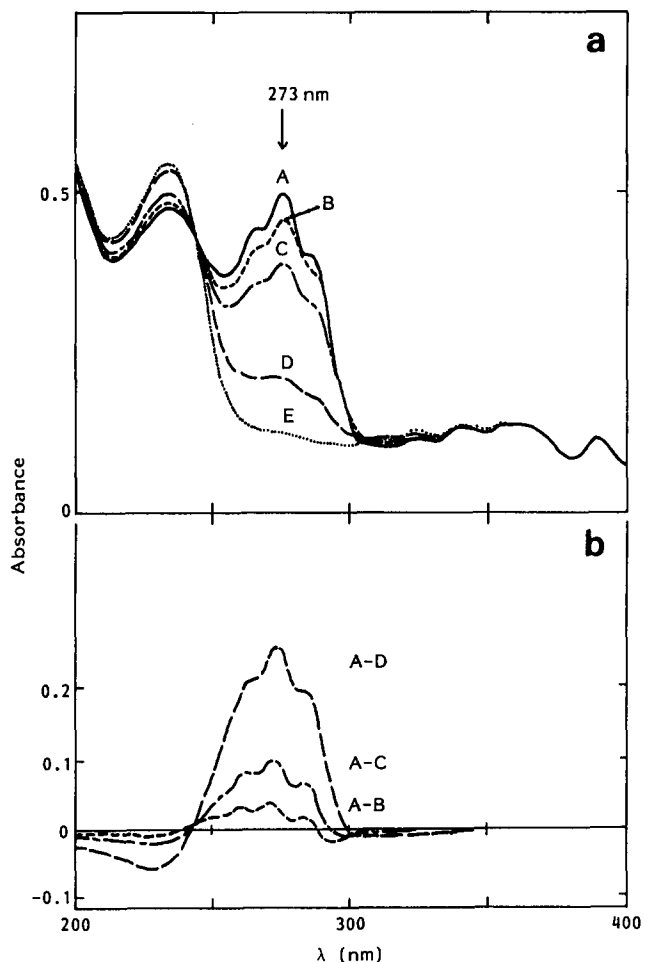 a
273 nm
A
B
0.5
C
D
E
0
Absorbance
b
A-D
0.2
A-C
0.1
A-B
0
-0.1
200
300
400
λ (nm)